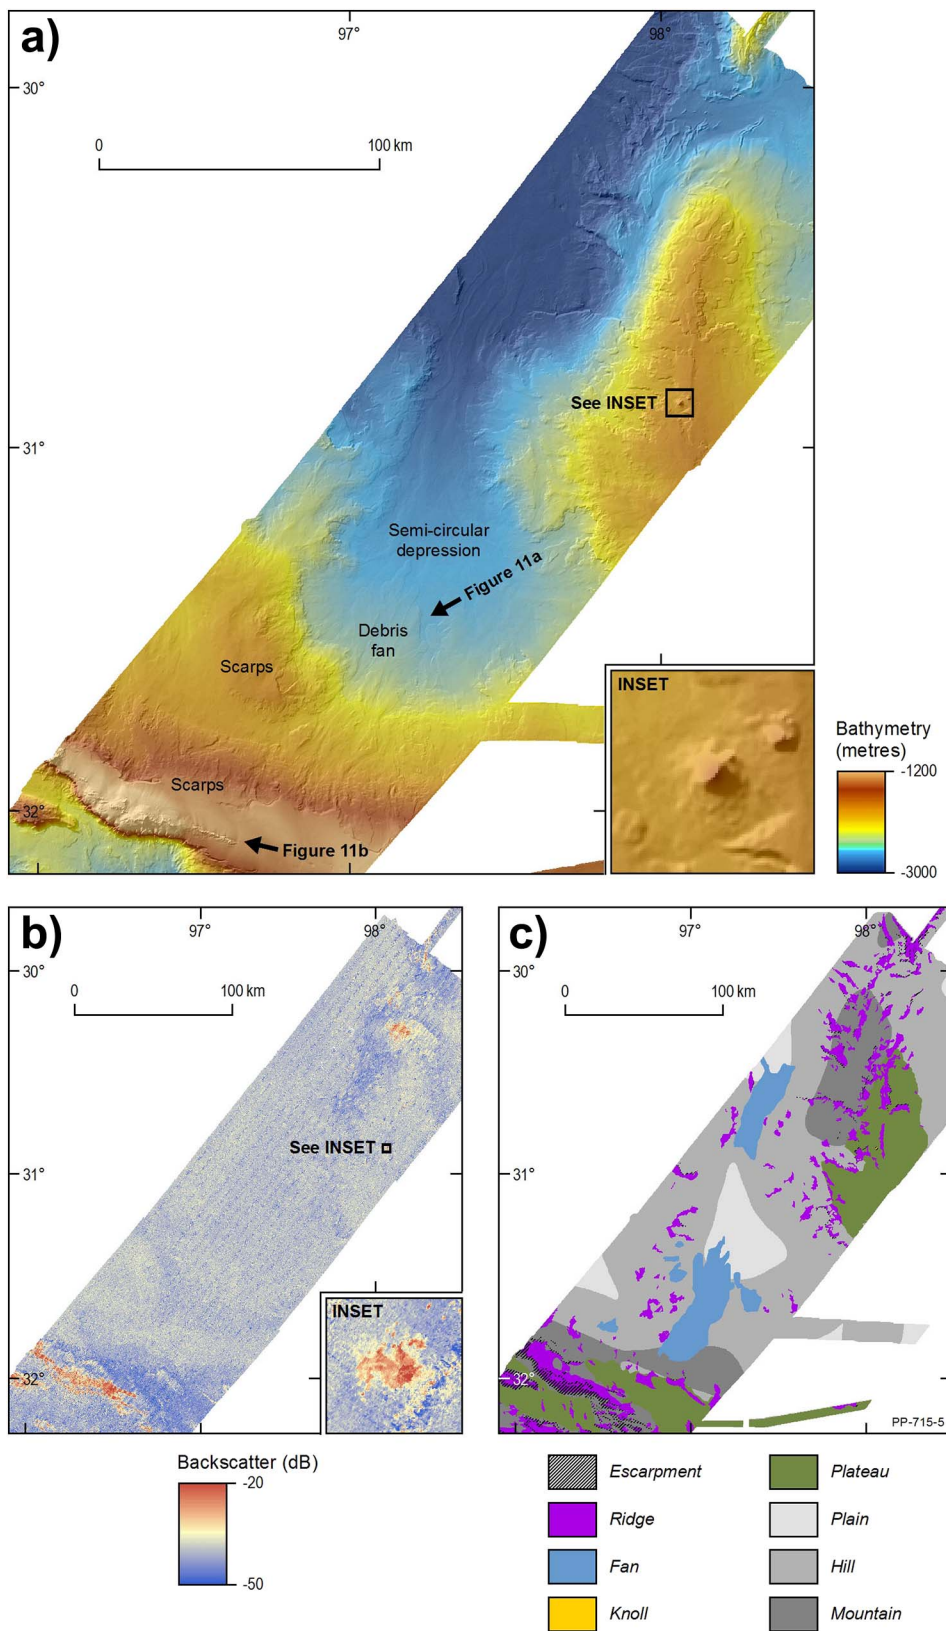 a)
97°
98°
30°
0
100 km
See INSET
31°
Semi-circular
depression
Figure 11a
Debris
fan
Scarps
INSET
Bathymetry
(metres)
-1200
-3000
Scarps
32°
Figure 11b
b)
97°
98°
30°
0
100 km
See INSET
31°
INSET
32°
Backscatter (dB)
-20
-50
c)
97°
98°
30°
0
100 km
31°
32°
PP-715-5
Escarpment
Plateau
Ridge
Plain
Fan
Hill
Knoll
Mountain